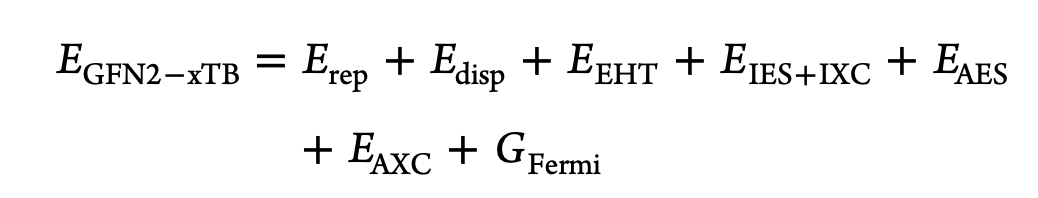 E_GFN2−xTB = E_rep + E_disp + E_EHT + E_IES+IXC + E_AES
+ E_AXC + G_Fermi